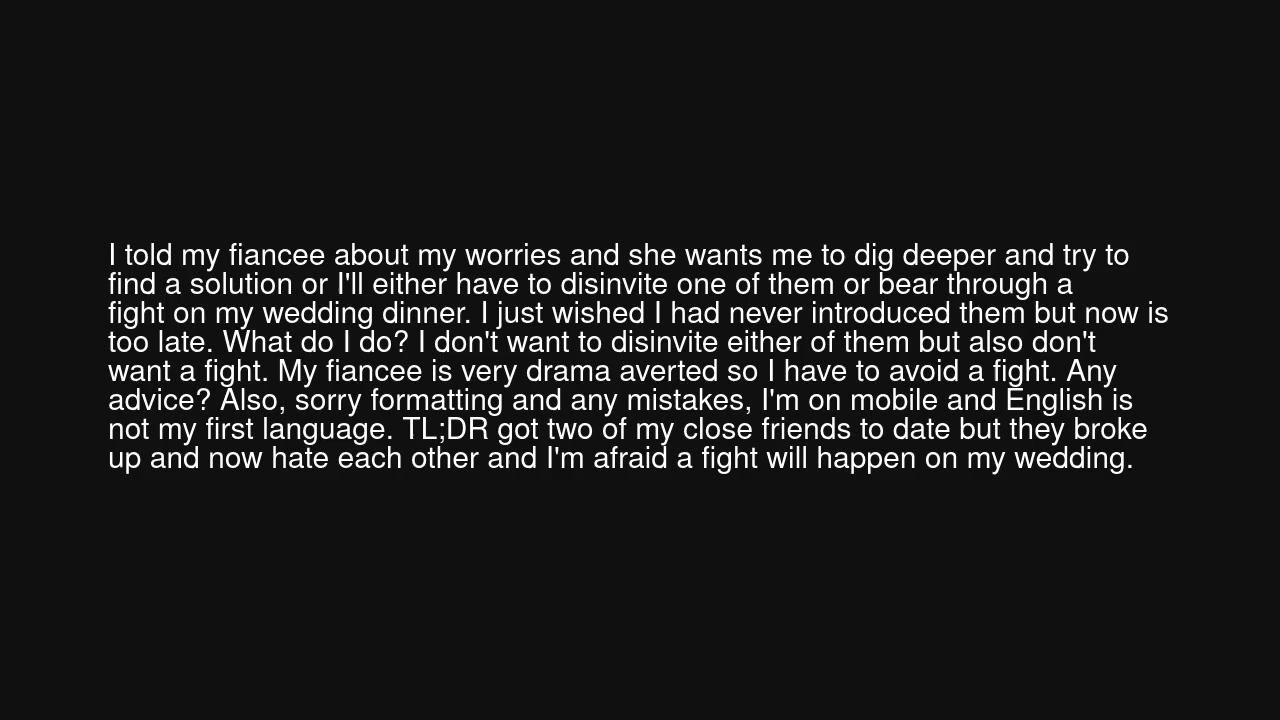 I told my fiancee about my worries and she wants me to dig deeper and try to
find a solution or I'll either have to disinvite one of them or bear through a
fight on my wedding dinner. I just wished I had never introduced them but now is
too late. What do I do? I don't want to disinvite either of them but also don't
want a fight. My fiancee is very drama averted so I have to avoid a fight. Any
advice? Also, sorry formatting and any mistakes, I'm on mobile and English is
not my first language. TL;DR got two of my close friends to date but they broke
up and now hate each other and I'm afraid a fight will happen on my wedding.